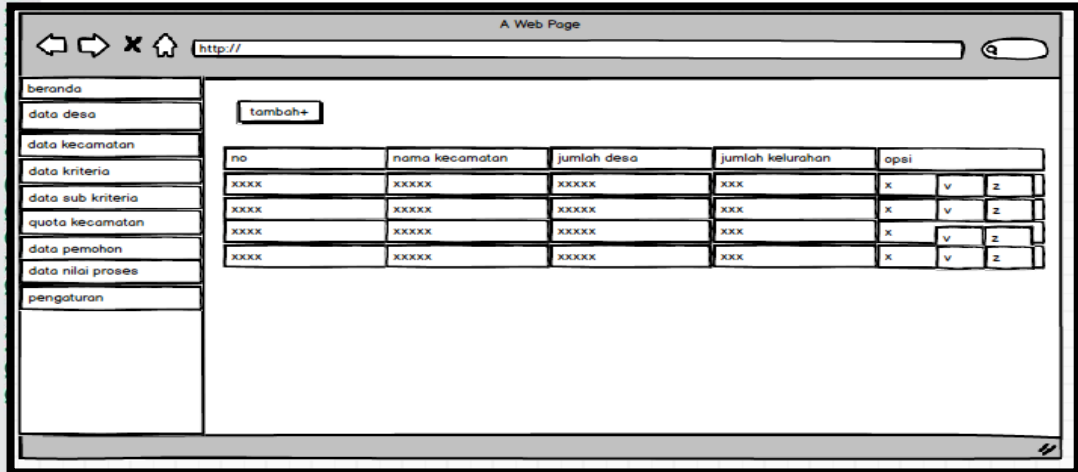 A Web Page
http://
beranda
data desa
data kecamatan
data kriteria
data sub kriteria
quota kecamatan
data pemohon
data nilai proses
pengaturan
tambah+
no nama kecamatan jumlah desa jumlah kelurahan opsi
xxxx xxxxx xxxxx xxx x v z
xxxx xxxxx xxxxx xxx x v z
xxxx xxxxx xxxxx xxx x v z
xxxx xxxxx xxxxx xxx x v z